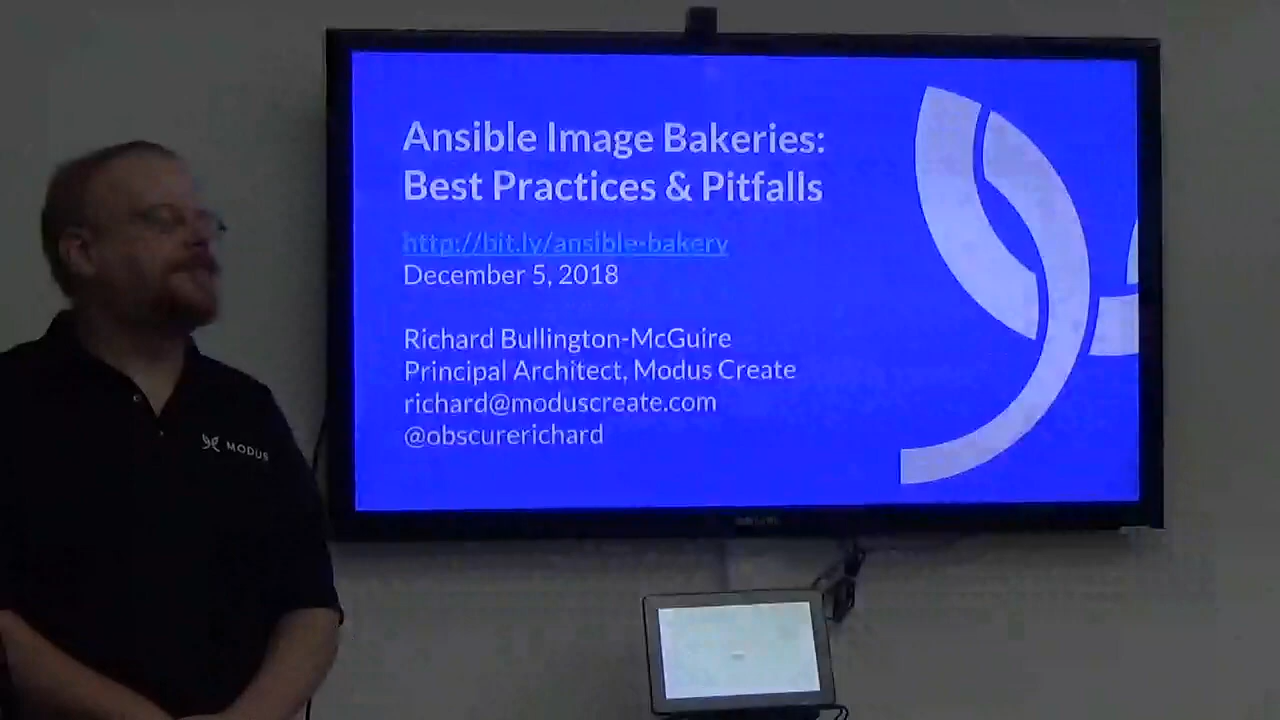 Ansible Image Bakeries:
Best Practices & Pitfalls
http://bit.ly/ansible-bakery
December 5, 2018
Richard Bullington-McGuire
Principal Architect, Modus Create
richard@moduscreate.com
@obscurerichard
MODUS